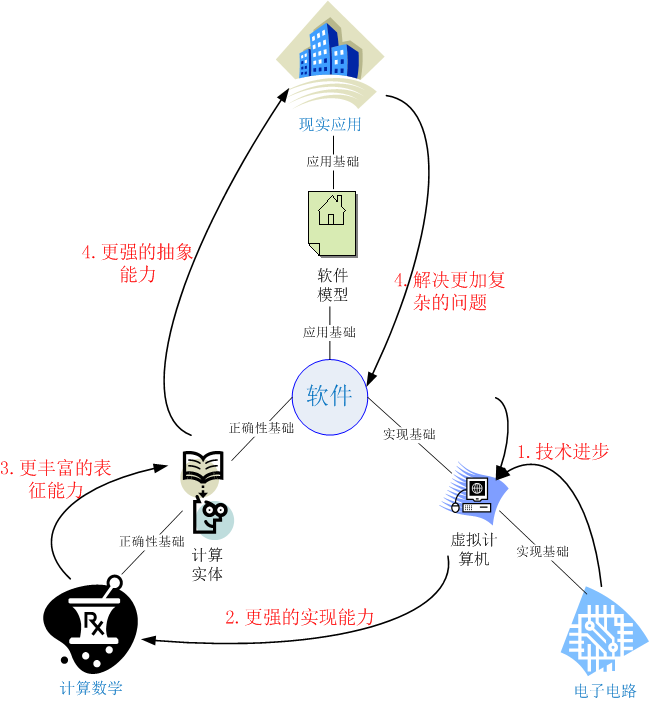 现实应用
应用基础
4.更强的抽象
能力
软件
模型
4.解决更加复
杂的问题
应用基础
软件
正确性基础
实现基础
1.技术进步
3.更丰富的表
征能力
虚拟计
算机
正确性基础
计算
实体
实现基础
2.更强的实现能力
Rx
计算数学
电子电路